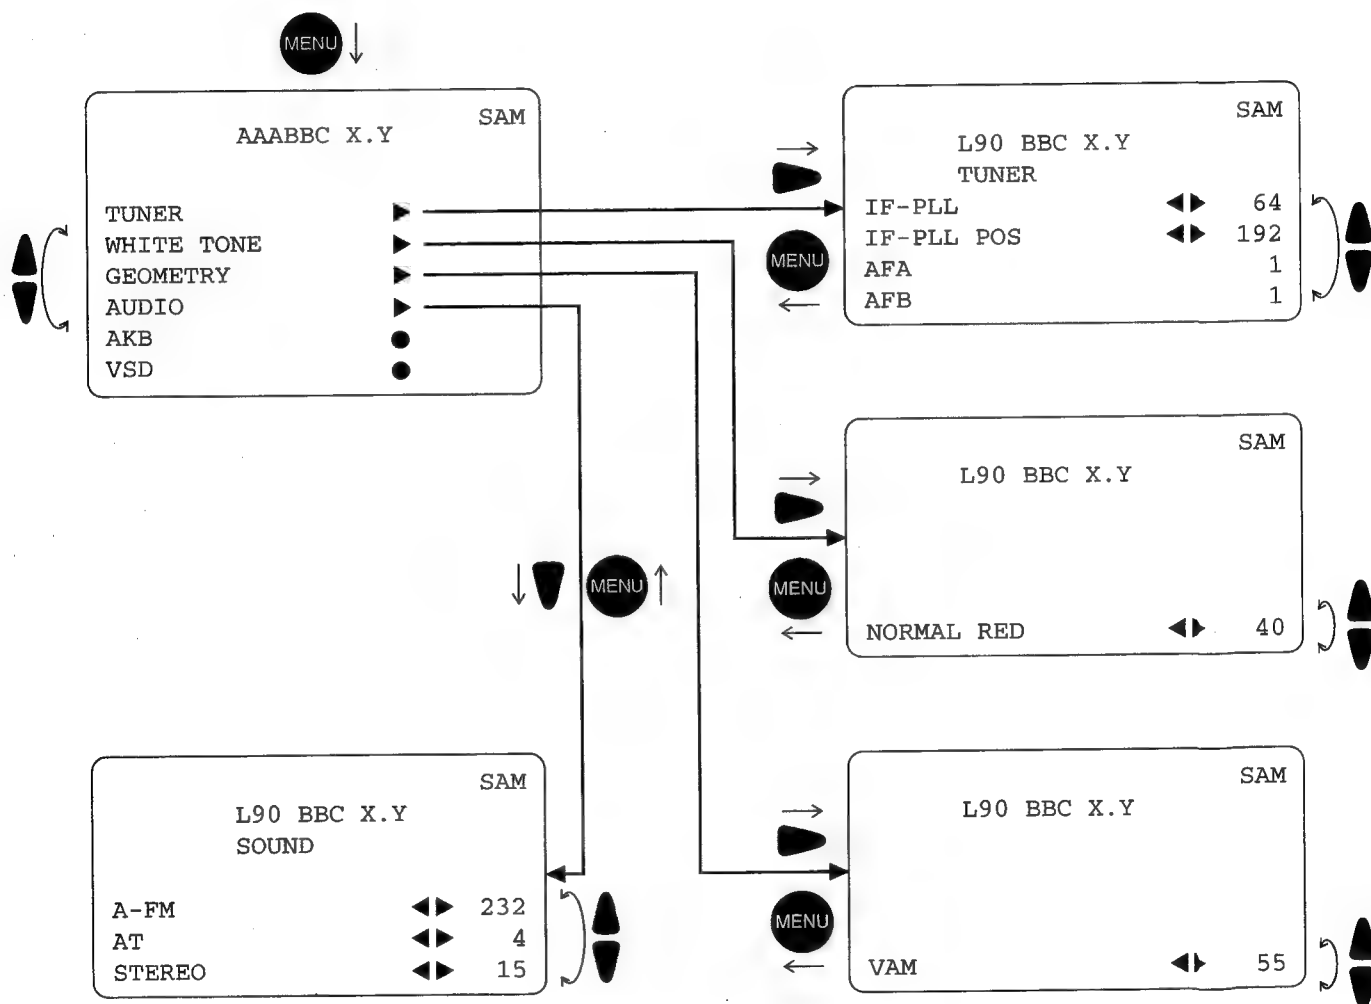 MENU
SAM
AAABBC X.Y
TUNER
WHITE TONE
GEOMETRY
AUDIO
AKB
VSD
SAM
L90 BBC X.Y
TUNER
IF-PLL 64
IF-PLL POS 192
AFA 1
AFB 1
MENU
SAM
L90 BBC X.Y
NORMAL RED 40
MENU
MENU
SAM
L90 BBC X.Y
SOUND
A-FM 232
AT 4
STEREO 15
SAM
L90 BBC X.Y
VAM 55
MENU